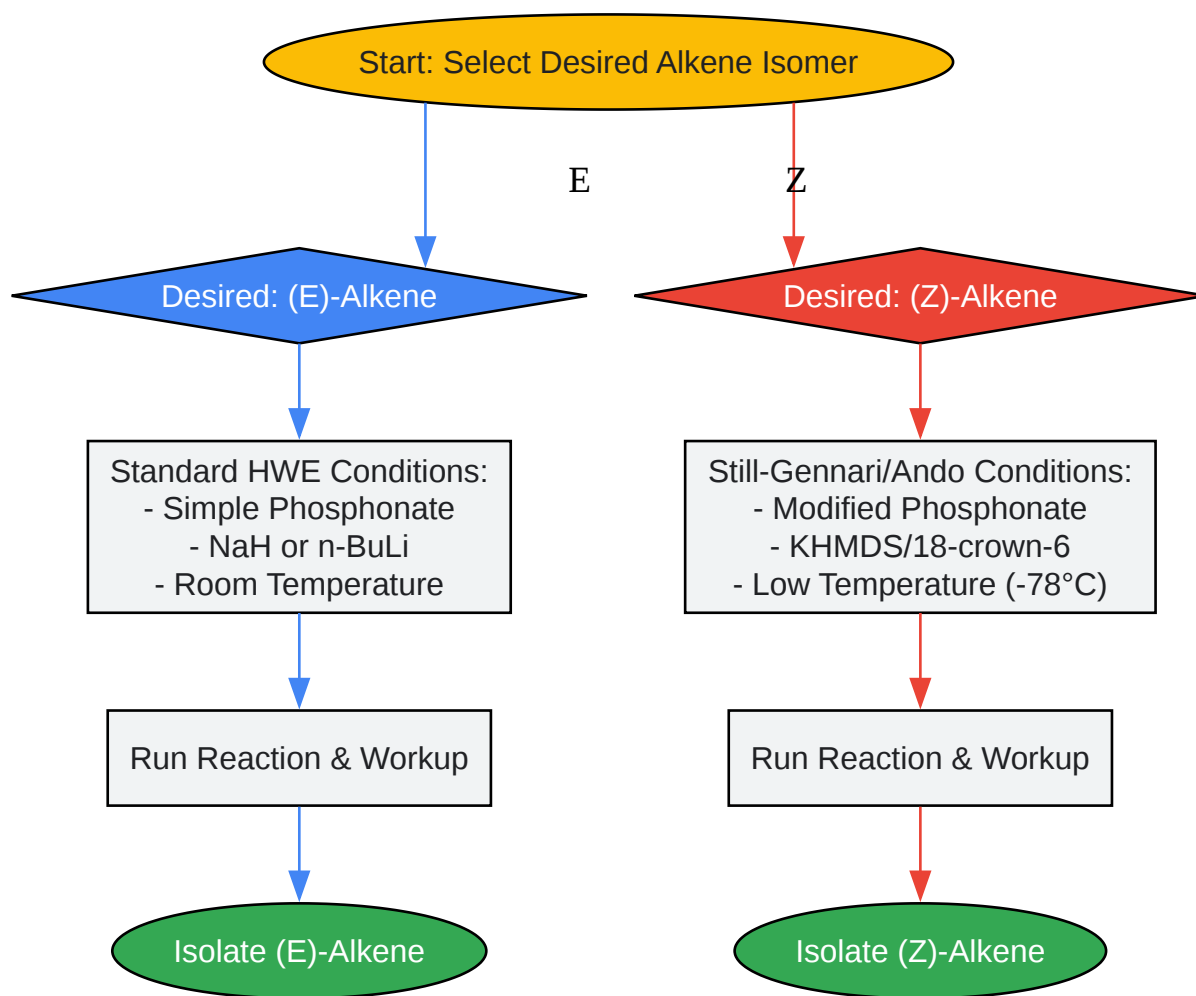 Start: Select Desired Alkene Isomer
E
Z
Desired: (E)-Alkene
Desired: (Z)-Alkene
Standard HWE Conditions:
- Simple Phosphonate
- NaH or n-BuLi
- Room Temperature
Still-Gennari/Ando Conditions:
- Modified Phosphonate
- KHMDS/18-crown-6
- Low Temperature (-78°C)
Run Reaction & Workup
Run Reaction & Workup
Isolate (E)-Alkene
Isolate (Z)-Alkene